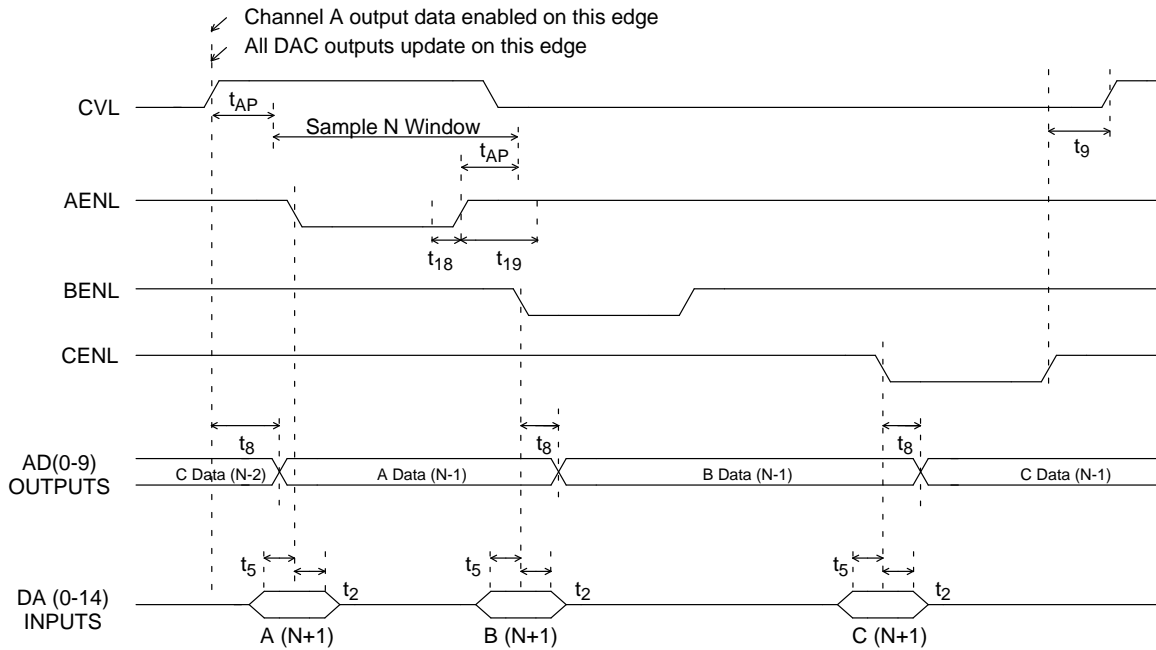 Channel A output data enabled on this edge
All DAC outputs update on this edge
CVL
tAP
Sample N Window
tAP
t9
AENL
t18
t19
BENL
CENL
t8
t8
t8
AD(0-9)
OUTPUTS
C Data (N-2)
A Data (N-1)
B Data (N-1)
C Data (N-1)
t5
t2
t5
t2
t5
t2
DA (0-14)
INPUTS
A (N+1)
B (N+1)
C (N+1)